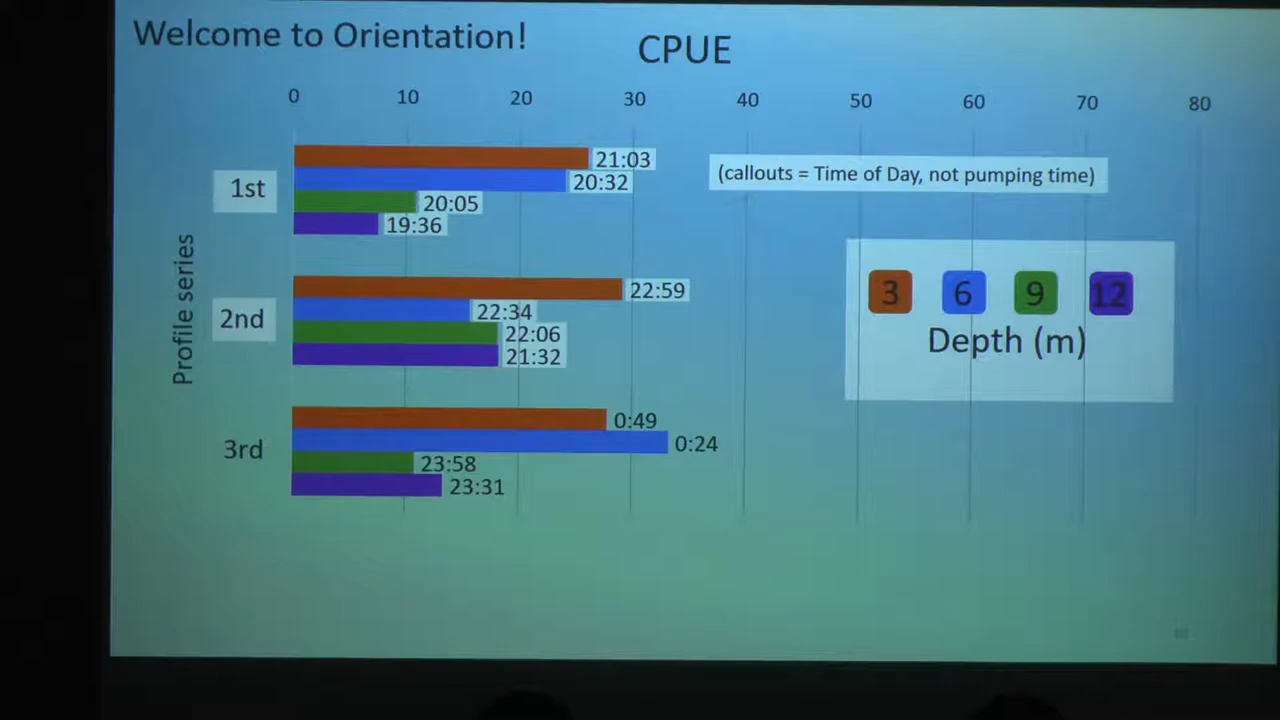 Welcome to Orientation!
CPUE
0 10 20 30 40 50 60 70 80
Profile series
1st
21:03
20:32
20:05
19:36
(callouts = Time of Day, not pumping time)
2nd
22:59
22:34
22:06
21:32
3 6 9 12
Depth (m)
3rd
0:49
0:24
23:58
23:31